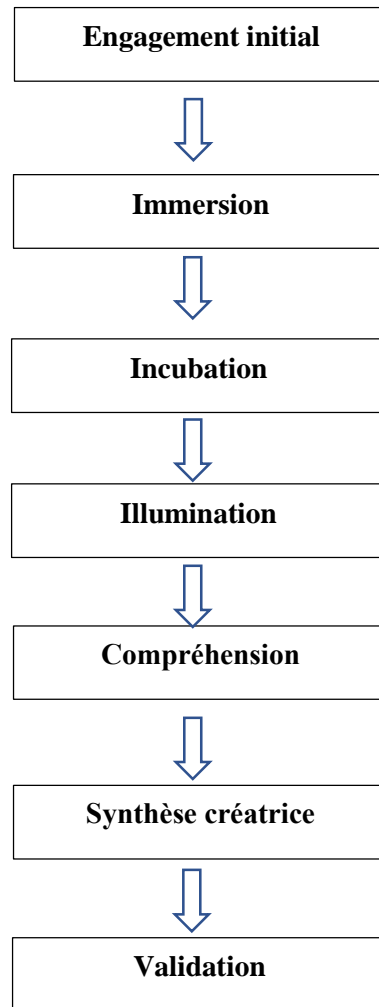 Engagement initial
Immersion
Incubation
Illumination
Compréhension
Synthèse créatrice
Validation